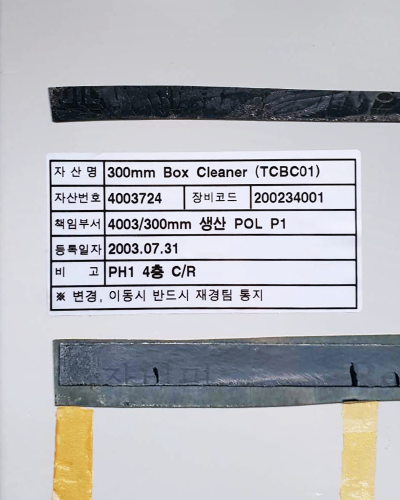 자 산 명 300mm Box Cleaner (TCBC01)
자산번호 4003724 장비코드 200234001
책임부서 4003/300mm 생산 POL P1
등록일자 2003.07.31
비 고 PH1 4층 C/R
※ 변경, 이동시 반드시 재경팀 통지